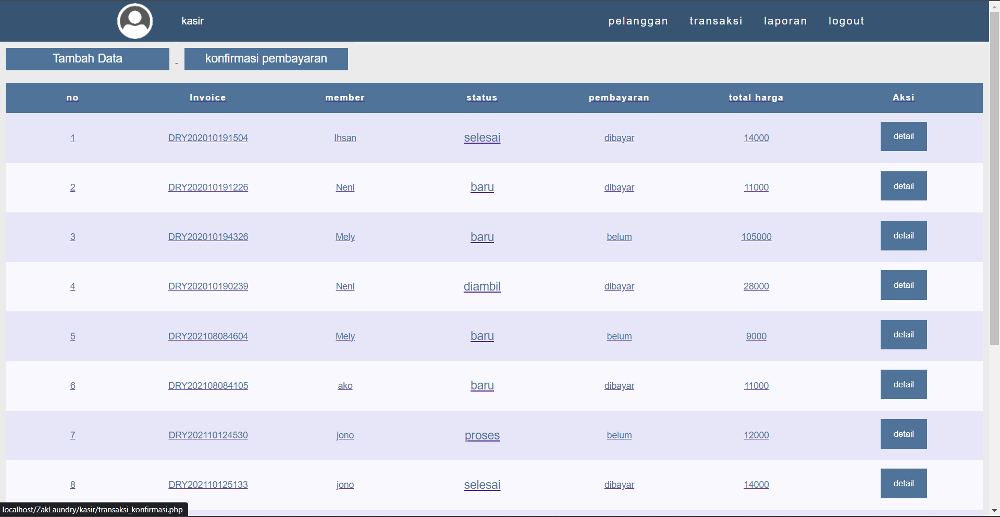 kasir pelanggan transaksi laporan logout
Tambah Data - konfirmasi pembayaran
no Invoice member status pembayaran total harga Aksi
1 DRY202010191504 Ihsan selesai dibayar 14000 detail
2 DRY202010191226 Neni baru dibayar 11000 detail
3 DRY202010194326 Mely baru belum 105000 detail
4 DRY202010190239 Neni diambil dibayar 28000 detail
5 DRY202108084604 Mely baru belum 9000 detail
6 DRY202108084105 ako baru dibayar 11000 detail
7 DRY202110124530 jono proses belum 12000 detail
8 DRY202110125133 jono selesai dibayar 14000 detail
localhost/ZakLaundry/kasir/transaksi_konfirmasi.php